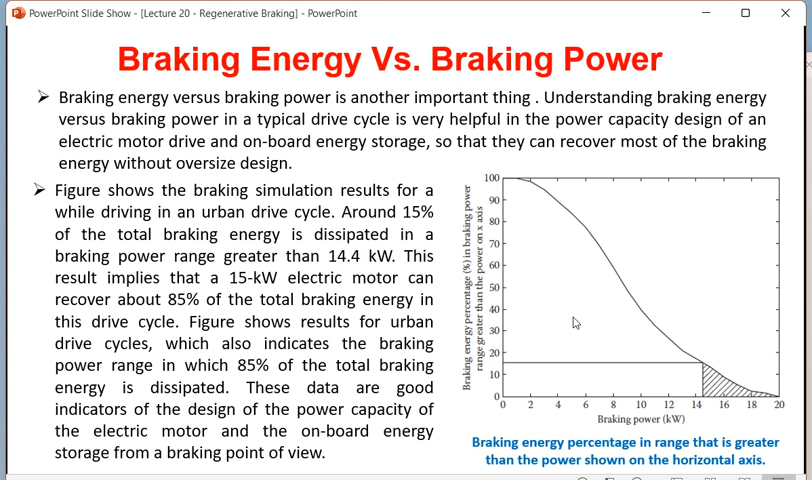 PowerPoint Slide Show - [Lecture 20 - Regenerative Braking] - PowerPoint
Braking Energy Vs. Braking Power
Braking energy versus braking power is another important thing . Understanding braking energy
versus braking power in a typical drive cycle is very helpful in the power capacity design of an
electric motor drive and on-board energy storage, so that they can recover most of the braking
energy without oversize design.
Figure shows the braking simulation results for a
while driving in an urban drive cycle. Around 15%
of the total braking energy is dissipated in a
braking power range greater than 14.4 kW. This
result implies that a 15-kW electric motor can
recover about 85% of the total braking energy in
this drive cycle. Figure shows results for urban
drive cycles, which also indicates the braking
power range in which 85% of the total braking
energy is dissipated. These data are good
indicators of the design of the power capacity of
the electric motor and the on-board energy
storage from a braking point of view.
Braking energy percentage (%) in braking power
range greater than the power on x axis
100
90
80
70
60
50
40
30
20
10
0
0 2 4 6 8 10 12 14 16 18 20
Braking power (kW)
Braking energy percentage in range that is greater
than the power shown on the horizontal axis.